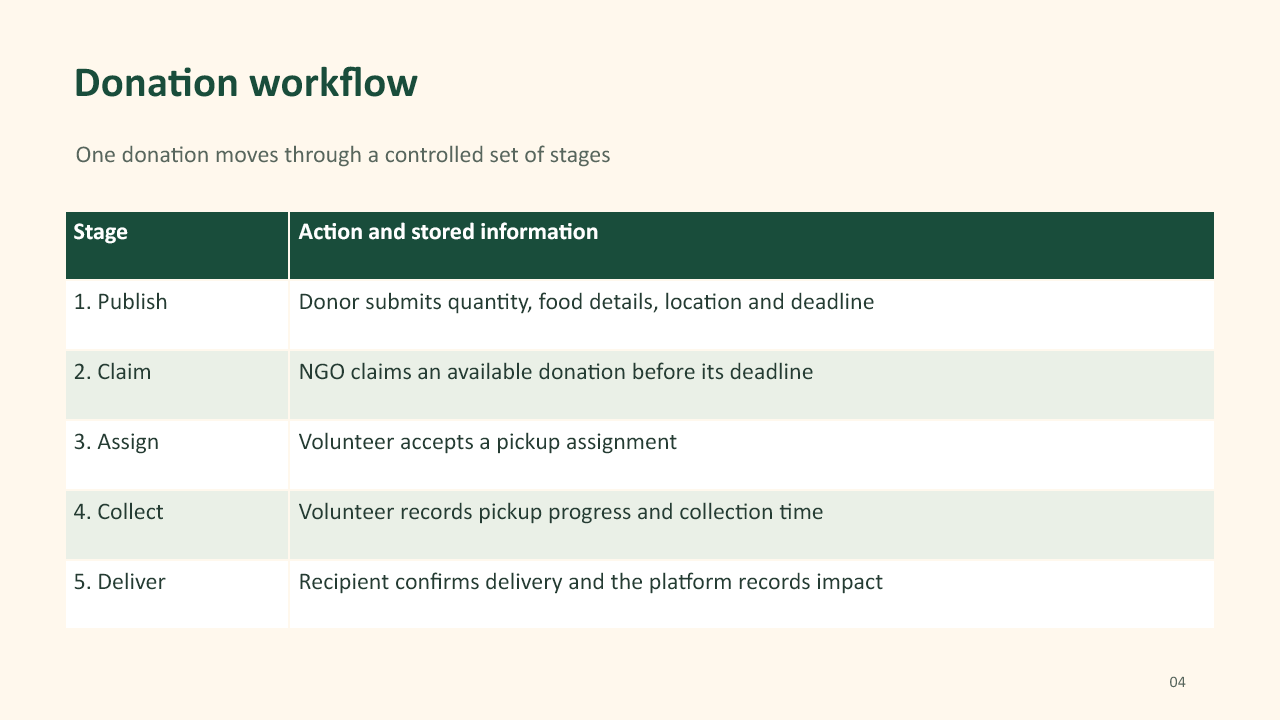 Donation workflow
One donation moves through a controlled set of stages
Stage Action and stored information
1. Publish Donor submits quantity, food details, location and deadline
2. Claim NGO claims an available donation before its deadline
3. Assign Volunteer accepts a pickup assignment
4. Collect Volunteer records pickup progress and collection time
5. Deliver Recipient confirms delivery and the platform records impact
04